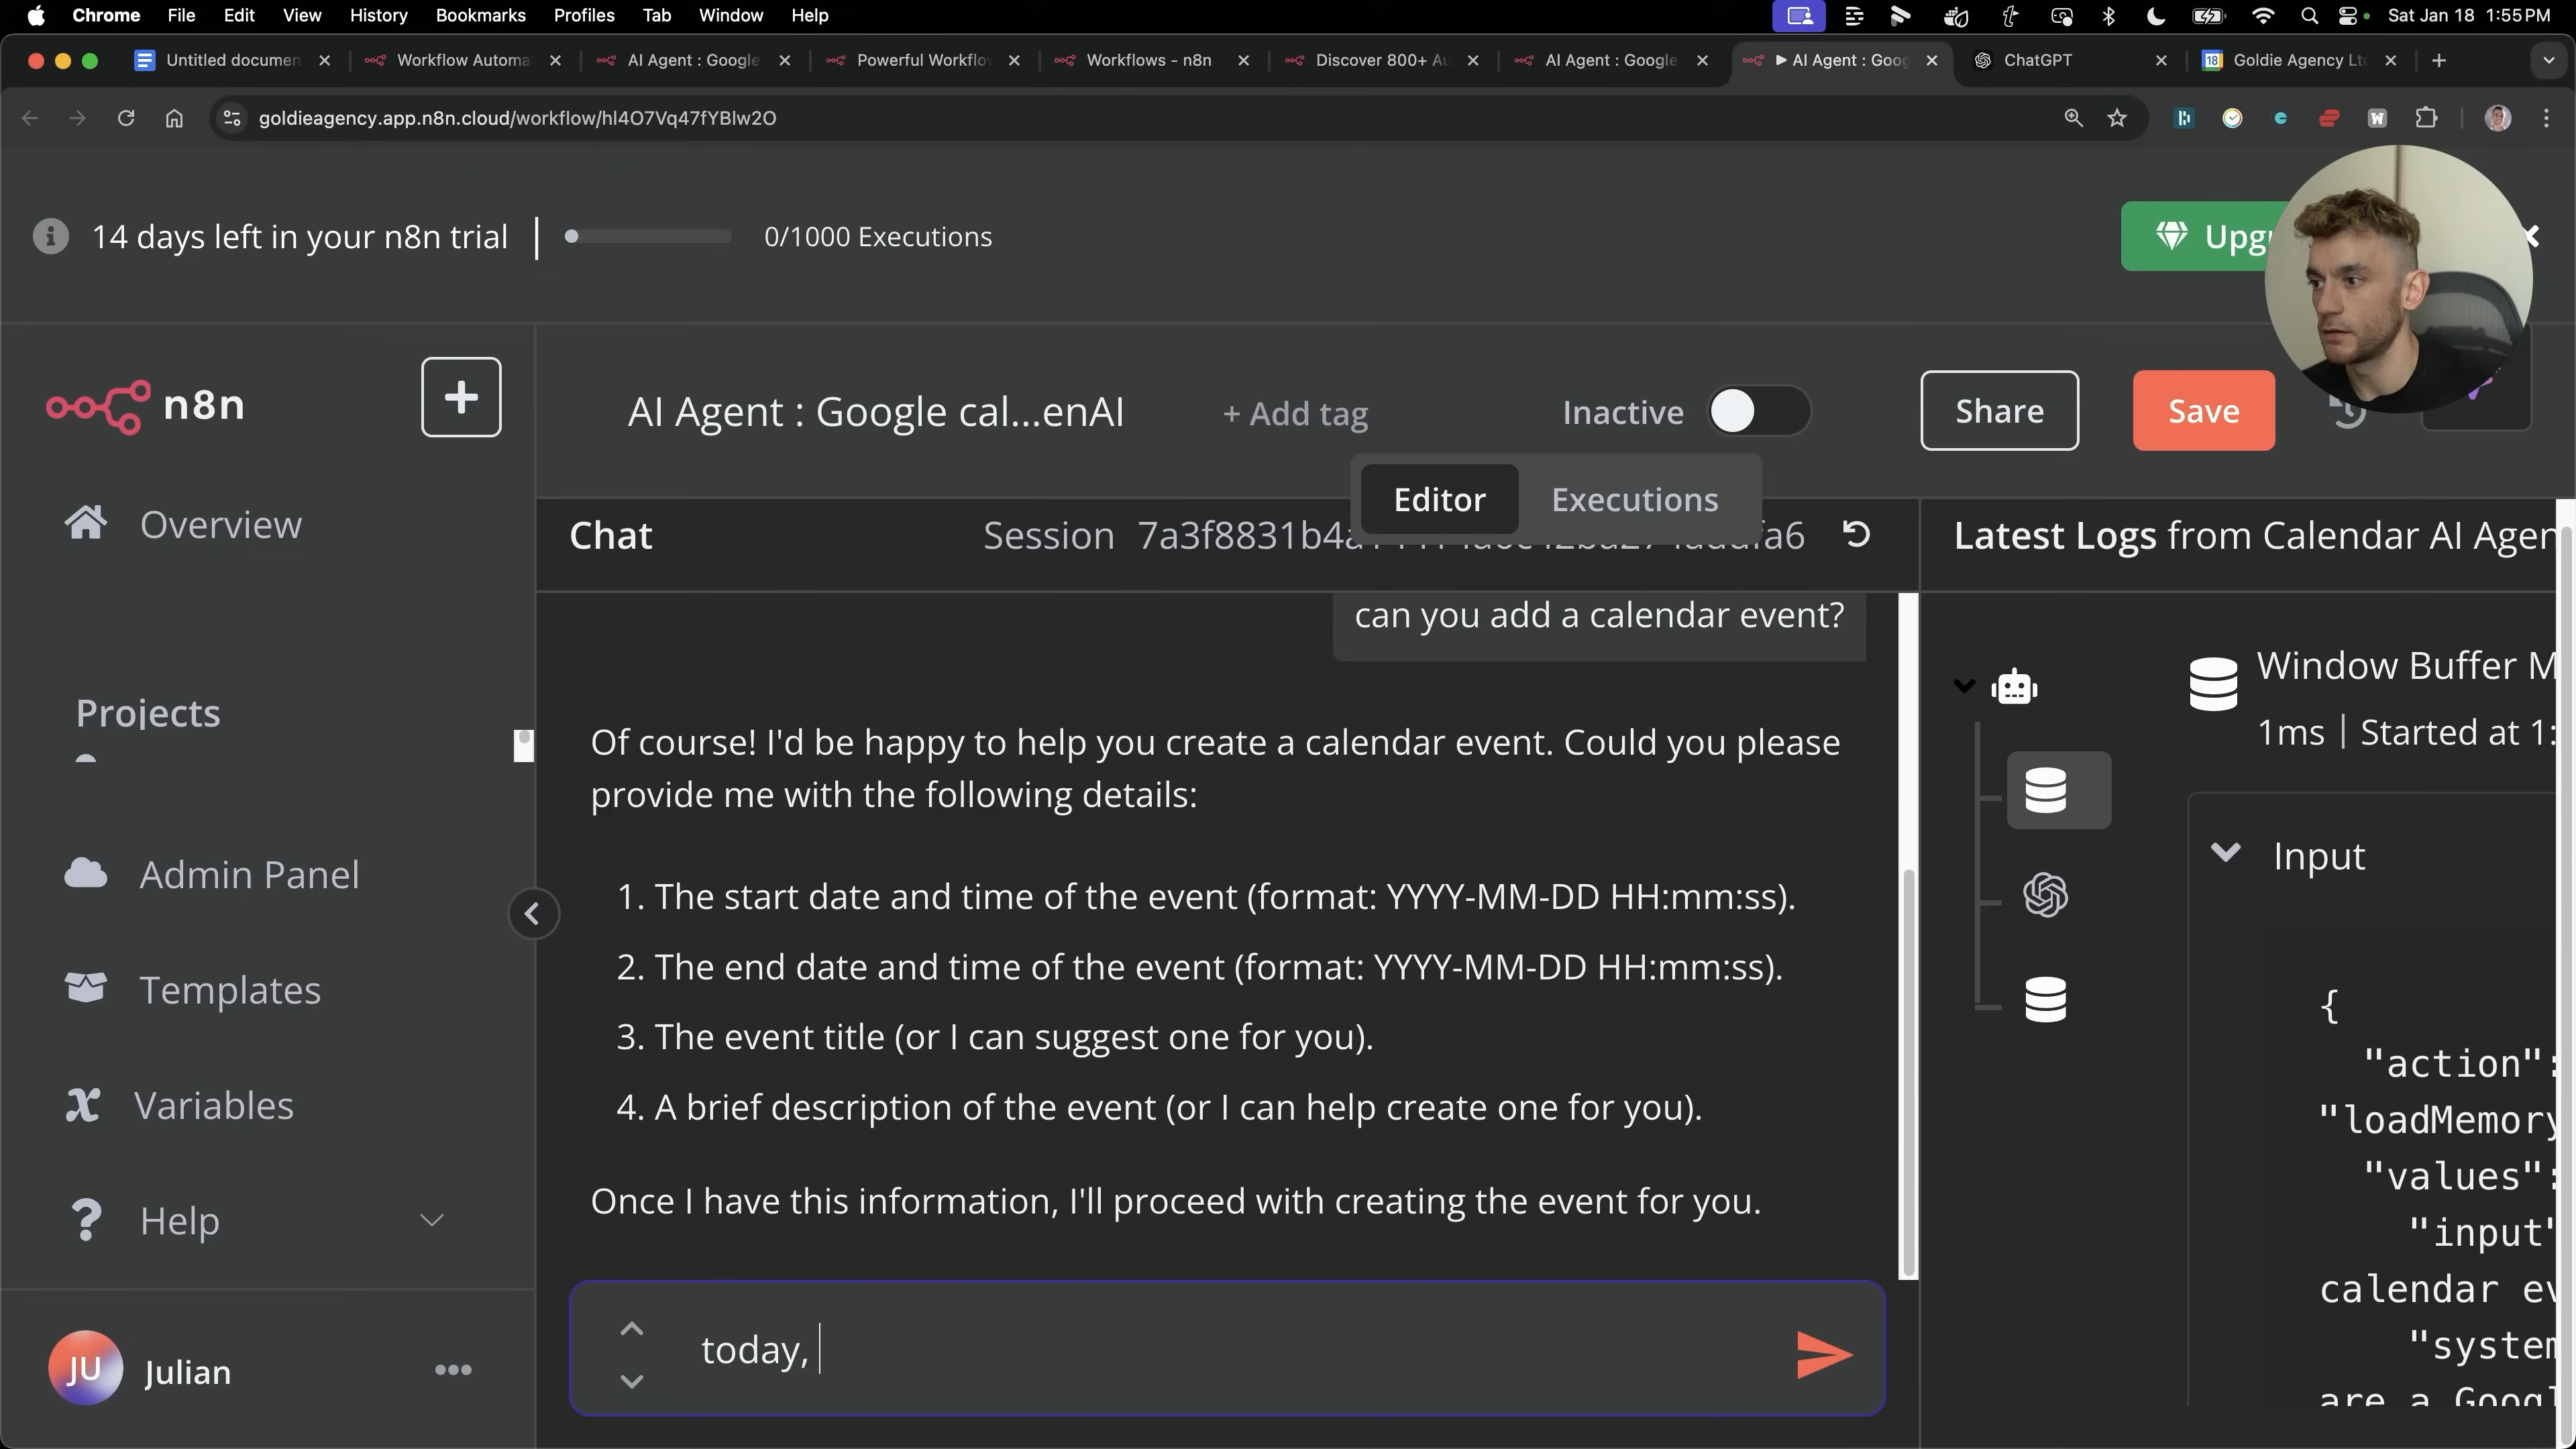 Chrome File Edit View History Bookmarks Profiles Tab Window Help Sat Jan 18 1:55 PM
Untitled documen Workflow Automa AI Agent : Google Powerful Workflo Workflows - n8n Discover 800+ Au AI Agent : Google AI Agent : Goog ChatGPT 18 Goldie Agency Lt
goldieagency.app.n8n.cloud/workflow/hl4O7Vq47fYBlw2O
14 days left in your n8n trial 0/1000 Executions Upg
n8n
AI Agent : Google cal...enAI + Add tag Inactive Share Save
Editor Executions
Overview
Chat Session 7a3f8831b4a fa6
Latest Logs from Calendar AI Agen
can you add a calendar event?
Projects
Window Buffer M
1ms | Started at 1:
Of course! I'd be happy to help you create a calendar event. Could you please
provide me with the following details:
Input
Admin Panel
1. The start date and time of the event (format: YYYY-MM-DD HH:mm:ss).
2. The end date and time of the event (format: YYYY-MM-DD HH:mm:ss).
Templates
{
3. The event title (or I can suggest one for you).
"action":
Variables
4. A brief description of the event (or I can help create one for you).
"loadMemory
"values":
Once I have this information, I'll proceed with creating the event for you.
Help
"input"
calendar ev
today,
"system
JU Julian
are a Goog